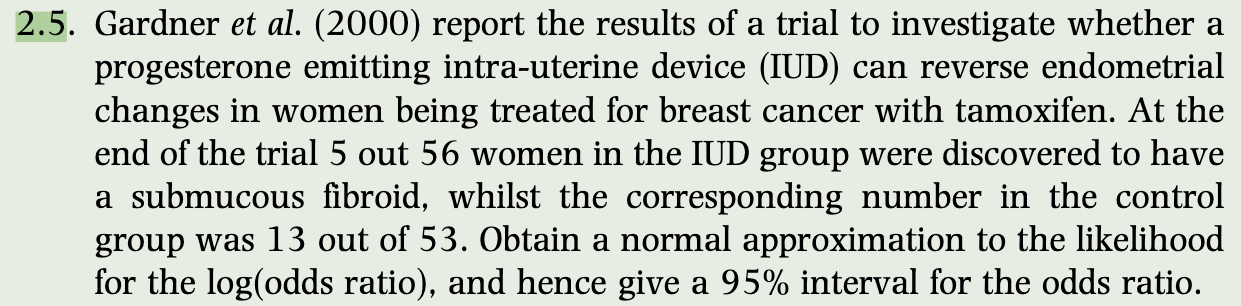 2.5. Gardner et al. (2000) report the results of a trial to investigate whether a
progesterone emitting intra-uterine device (IUD) can reverse endometrial
changes in women being treated for breast cancer with tamoxifen. At the
end of the trial 5 out 56 women in the IUD group were discovered to have
a submucous fibroid, whilst the corresponding number in the control
group was 13 out of 53. Obtain a normal approximation to the likelihood
for the log(odds ratio), and hence give a 95% interval for the odds ratio.